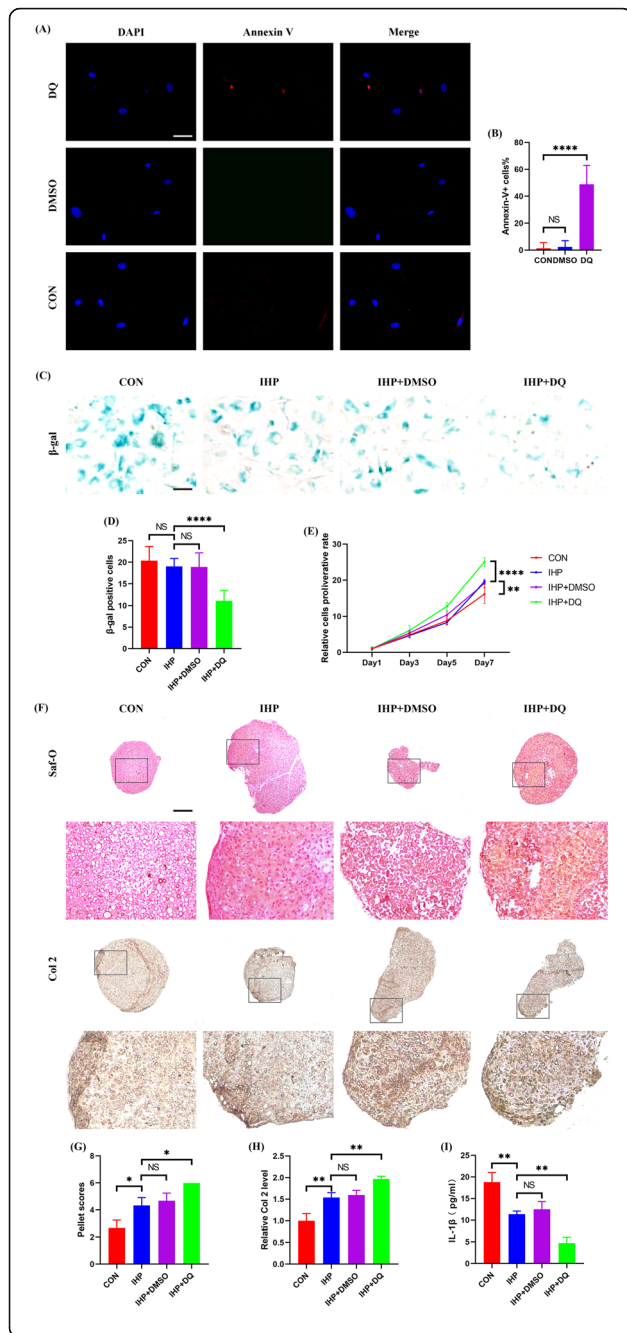 (A)
DAPI Annexin V Merge
DQ
DMSO
CON
(B)
Annexin-V+ cells%
80
60
40
20
0
****
NS
CON DMSO DQ
(C)
CON IHP IHP+DMSO IHP+DQ
β-gal
(D)
β-gal positive cells
25
20
15
10
5
0
NS
NS
****
CON IHP IHP+DMSO IHP+DQ
(E)
Relative cells proliverative rate
30
20
10
0
Day1 Day3 Day5 Day7
****
**
CON
IHP
IHP+DMSO
IHP+DQ
(F)
CON IHP IHP+DMSO IHP+DQ
Saf-O
Col 2
(G)
Pellet scores
8
6
4
2
0
*
NS
*
CON IHP IHP+DMSO IHP+DQ
(H)
Relative Col 2 level
2.5
2.0
1.5
1.0
0.5
0.0
**
NS
**
CON IHP IHP+DMSO IHP+DQ
(I)
IL-1β ( pg/ml)
25
20
15
10
5
0
**
**
NS
CON IHP IHP+DMSO IHP+DQ